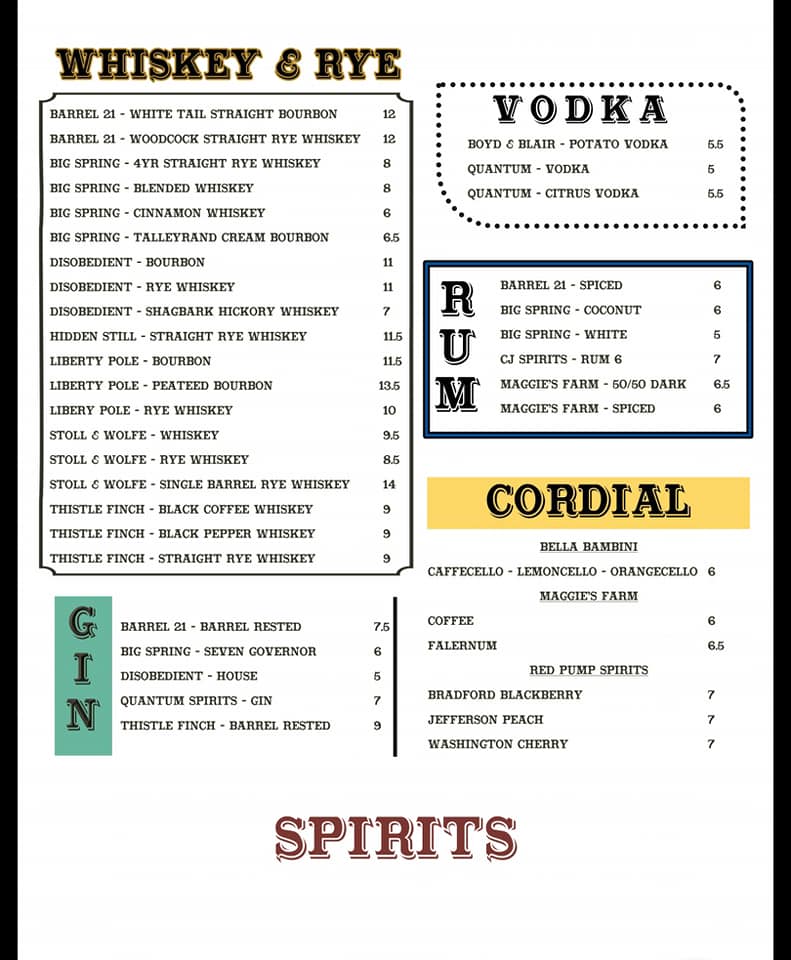 WHISKEY & RYE
BARREL 21 - WHITE TAIL STRAIGHT BOURBON 12
BARREL 21 - WOODCOCK STRAIGHT RYE WHISKEY 12
BIG SPRING - 4YR STRAIGHT RYE WHISKEY 8
BIG SPRING - BLENDED WHISKEY 8
BIG SPRING - CINNAMON WHISKEY 6
BIG SPRING - TALLEYRAND CREAM BOURBON 6.5
DISOBEDIENT - BOURBON 11
DISOBEDIENT - RYE WHISKEY 11
DISOBEDIENT - SHAGBARK HICKORY WHISKEY 7
HIDDEN STILL - STRAIGHT RYE WHISKEY 11.5
LIBERTY POLE - BOURBON 11.5
LIBERTY POLE - PEATEED BOURBON 13.5
LIBERY POLE - RYE WHISKEY 10
STOLL & WOLFE - WHISKEY 9.5
STOLL & WOLFE - RYE WHISKEY 8.5
STOLL & WOLFE - SINGLE BARREL RYE WHISKEY 14
THISTLE FINCH - BLACK COFFEE WHISKEY 9
THISTLE FINCH - BLACK PEPPER WHISKEY 9
THISTLE FINCH - STRAIGHT RYE WHISKEY 9
GIN
BARREL 21 - BARREL RESTED 7.5
BIG SPRING - SEVEN GOVERNOR 6
DISOBEDIENT - HOUSE 5
QUANTUM SPIRITS - GIN 7
THISTLE FINCH - BARREL RESTED 9
VODKA
BOYD & BLAIR - POTATO VODKA 5.5
QUANTUM - VODKA 5
QUANTUM - CITRUS VODKA 5.5
RUM
BARREL 21 - SPICED 6
BIG SPRING - COCONUT 6
BIG SPRING - WHITE 5
CJ SPIRITS - RUM 6 7
MAGGIE'S FARM - 50/50 DARK 6.5
MAGGIE'S FARM - SPICED 6
CORDIAL
BELLA BAMBINI
CAFFECELLO - LEMONCELLO - ORANGECELLO 6
MAGGIE'S FARM
COFFEE 6
FALERNUM 6.5
RED PUMP SPIRITS
BRADFORD BLACKBERRY 7
JEFFERSON PEACH 7
WASHINGTON CHERRY 7
SPIRITS